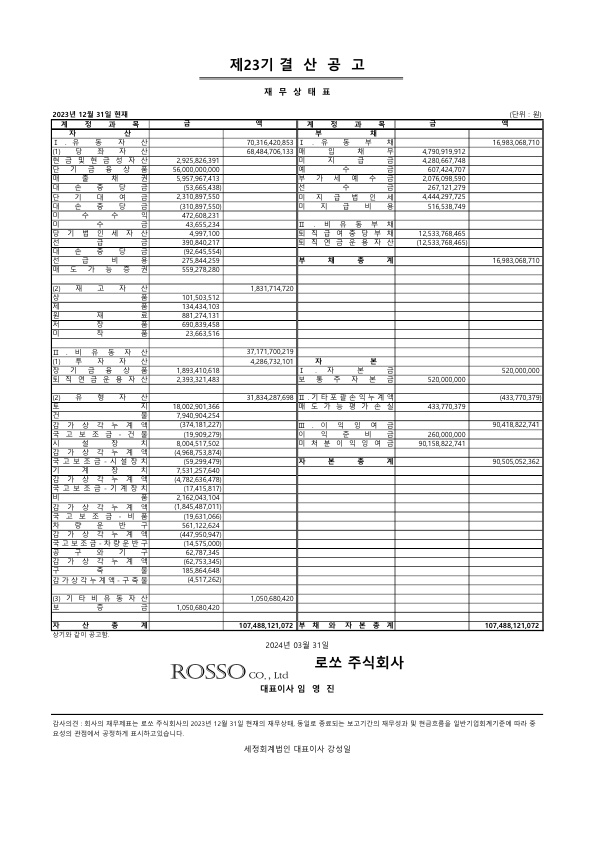 제23기 결 산 공 고
재 무 상 태 표
2023년 12월 31일 현재 (단위 : 원)
계 정 과 목 금 액 계 정 과 목 금 액
자 산 부 채
Ⅰ. 유 동 자 산 70,316,420,853 Ⅰ. 유 동 부 채 16,983,068,710
(1) 당 좌 자 산 68,484,706,133 매 입 채 무 4,790,919,912
현 금 및 현 금 성 자 산 2,925,826,391 미 지 급 금 4,280,667,748
단 기 금 융 상 품 56,000,000,000 예 수 금 607,424,707
매 출 채 권 5,957,967,413 부 가 세 예 수 금 2,076,098,590
대 손 충 당 금 (53,665,438) 선 수 금 267,121,279
단 기 대 여 금 2,310,897,550 미 지 급 법 인 세 4,444,297,725
대 손 충 당 금 (310,897,550) 미 지 급 비 용 516,538,749
미 수 수 익 472,608,231
미 수 금 43,655,234 Ⅱ. 비 유 동 부 채
당 기 법 인 세 자 산 4,997,100 퇴 직 급 여 충 당 부 채 12,533,768,465
선 급 금 390,840,217 퇴 직 연 금 운 용 자 산 (12,533,768,465)
대 손 충 당 금 (92,645,554)
선 급 비 용 275,844,259 부 채 총 계 16,983,068,710
매 도 가 능 증 권 559,278,280
(2) 재 고 자 산 1,831,714,720
상 품 101,503,512
제 품 134,434,103
원 재 료 881,274,131
저 장 품 690,839,458
미 착 품 23,663,516
Ⅱ. 비 유 동 자 산 37,171,700,219
(1) 투 자 자 산 4,286,732,101 자 본
장 기 금 융 상 품 1,893,410,618 Ⅰ. 자 본 금 520,000,000
퇴 직 연 금 운 용 자 산 2,393,321,483 보 통 주 자 본 금 520,000,000
(2) 유 형 자 산 31,834,287,698 Ⅱ.기타포괄손익누계액 (433,770,379)
토 지 18,002,901,366 매 도 가 능 평 가 손 실 433,770,379
건 물 7,940,904,254
감 가 상 각 누 계 액 (374,181,227) Ⅲ. 이 익 잉 여 금 90,418,822,741
국 고 보 조 금 - 건 물 (19,909,279) 이 익 준 비 금 260,000,000
시 설 장 치 8,004,517,502 미 처 분 이 익 잉 여 금 90,158,822,741
감 가 상 각 누 계 액 (4,968,753,874)
국 고 보 조 금 - 시 설 장 치 (59,299,479) 자 본 총 계 90,505,052,362
기 계 장 치 7,531,257,640
감 가 상 각 누 계 액 (4,782,636,478)
국 고 보 조 금 - 기 계 장 치 (17,415,817)
비 품 2,162,043,104
감 가 상 각 누 계 액 (1,845,487,011)
국 고 보 조 금 - 비 품 (19,631,066)
차 량 운 반 구 561,122,624
감 가 상 각 누 계 액 (447,950,947)
국 고 보 조 금 - 차 량 운 반 구 (14,575,000)
공 구 와 기 구 62,787,345
감 가 상 각 누 계 액 (62,753,345)
구 축 물 185,864,648
감 가 상 각 누 계 액 - 구 축 물 (4,517,262)
(3) 기 타 비 유 동 자 산 1,050,680,420
보 증 금 1,050,680,420
자 산 총 계 107,488,121,072 부 채 와 자 본 총 계 107,488,121,072
상기와 같이 공고함.
2024년 03월 31일
ROSSO CO., Ltd 로쏘 주식회사
대표이사 임 영 진
감사의견 : 회사의 재무제표는 로쏘 주식회사의 2023년 12월 31일 현재의 재무상태, 동일로 종료되는 보고기간의 재무성과 및 현금흐름을 일반기업회계기준에 따라 중
요성의 관점에서 공정하게 표시하고있습니다.
세정회계법인 대표이사 강성일